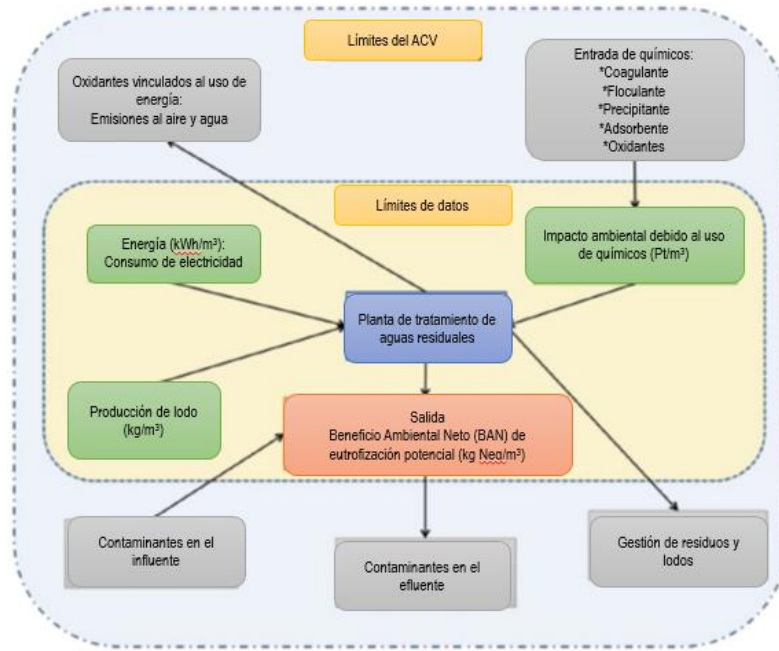 Límites del ACV
Oxidantes vinculados al uso de
energía:
Emisiones al aire y agua
Entrada de químicos:
*Coagulante
*Floculante
*Precipitante
*Adsorbente
*Oxidantes
Límites de datos
Energía (kWh/m³):
Consumo de electricidad
Impacto ambiental debido al uso
de químicos (Pt/m³)
Planta de tratamiento de
aguas residuales
Producción de lodo
(kg/m³)
Salida
Beneficio Ambiental Neto (BAN) de
eutrofización potencial (kg Neq/m³)
Contaminantes en el
influente
Contaminantes en el
efluente
Gestión de residuos y
lodos